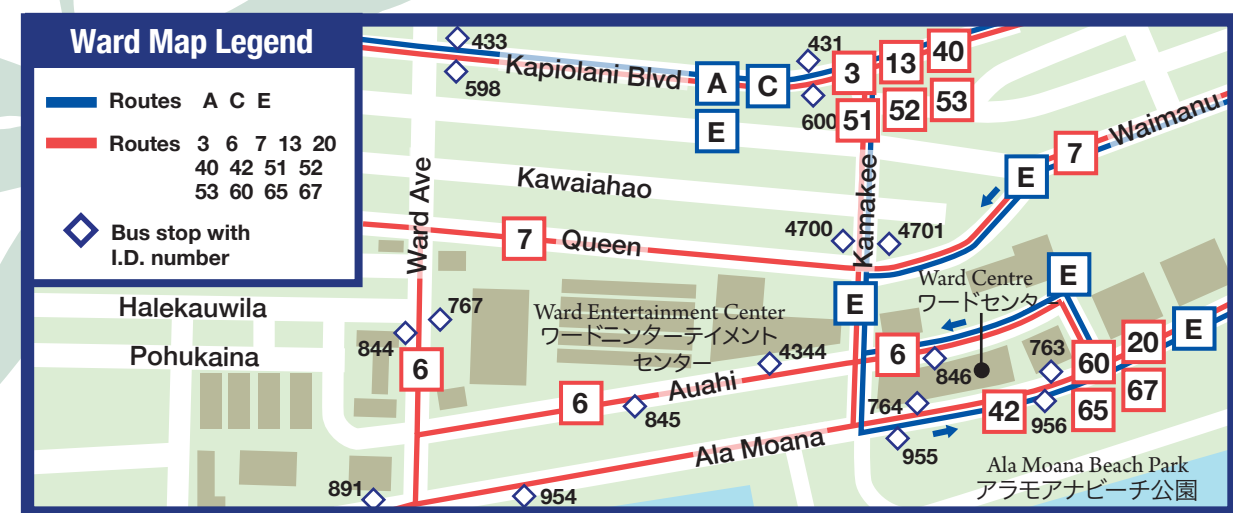 Ward Map Legend
Routes A C E
Routes 3 6 7 13 20
40 42 51 52
53 60 65 67
Bus stop with
I.D. number
433
598
Kapiolani Blvd
A
C
E
431
600
3
13
40
51
52
53
Waimanu
7
E
Kawaiahao
Ward Ave
Kamakee
4700
4701
7
Queen
E
Ward Centre
ワードセンター
E
Halekauwila
Pohukaina
767
844
6
Ward Entertainment Center
ワードニンターテイメント
センター
4344
6
846
763
60
20
E
6
Auahi
845
764
42
956
65
67
Ala Moana
955
891
954
Ala Moana Beach Park
アラモアナビーチ公園